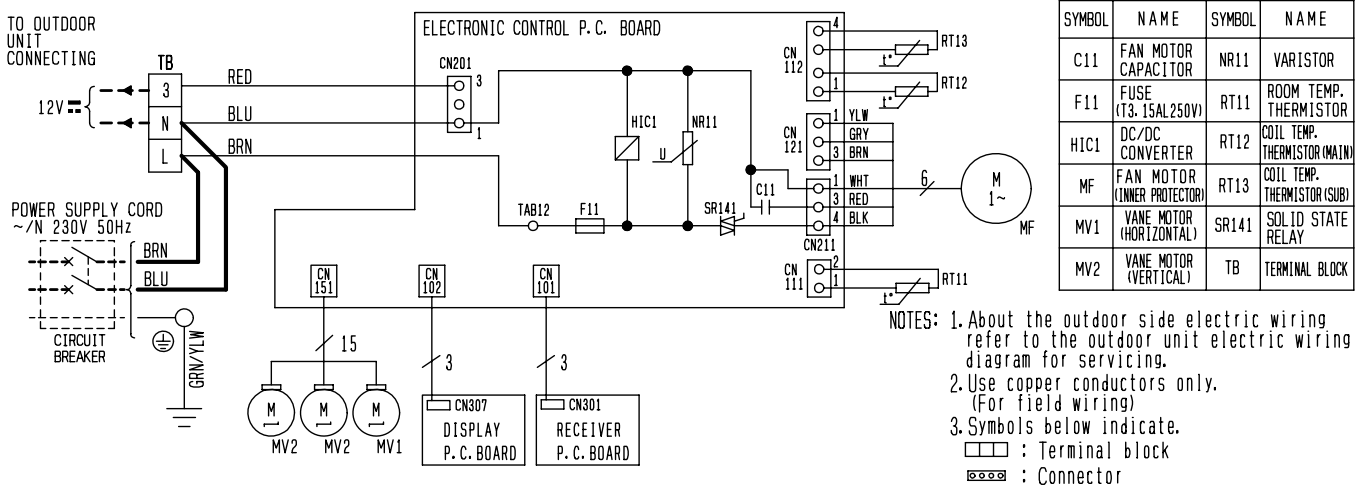 TO OUTDOOR
UNIT
CONNECTING
TB
3
N
L
12V
RED
BLU
BRN
POWER SUPPLY CORD
~/N 230V 50Hz
BRN
BLU
CIRCUIT
BREAKER
GRN/YLW
ELECTRONIC CONTROL P.C. BOARD
CN201
3
1
HIC1
NR11
U
TAB12
F11
SR141
C11
CN
112
4
1
t°
RT13
t°
RT12
CN
121
1 YLW
GRY
3 BRN
1 WHT
3 RED
4 BLK
CN211
6
M
1~
MF
CN
111
2
1
t°
RT11
CN
151
CN
102
CN
101
15
3
3
M
MV2
M
MV2
M
MV1
CN307
DISPLAY
P.C.BOARD
CN301
RECEIVER
P.C.BOARD
SYMBOL NAME SYMBOL NAME
C11 FAN MOTOR CAPACITOR NR11 VARISTOR
F11 FUSE (T3.15AL250V) RT11 ROOM TEMP. THERMISTOR
HIC1 DC/DC CONVERTER RT12 COIL TEMP. THERMISTOR(MAIN)
MF FAN MOTOR (INNER PROTECTOR) RT13 COIL TEMP. THERMISTOR(SUB)
MV1 VANE MOTOR (HORIZONTAL) SR141 SOLID STATE RELAY
MV2 VANE MOTOR (VERTICAL) TB TERMINAL BLOCK
NOTES: 1.About the outdoor side electric wiring
refer to the outdoor unit electric wiring
diagram for servicing.
2.Use copper conductors only.
(For field wiring)
3.Symbols below indicate.
: Terminal block
: Connector